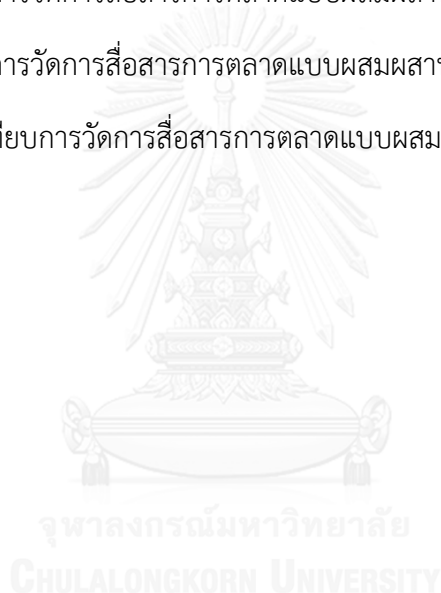 การวัดการสื่อสารการตลาดแบบผสมผสาน
ยบการวัดการสื่อสารการตลาดแบบผสม
จุฬาลงกรณ์มหาวิทยาลัย
CHULALONGKORN UNIVERSITY